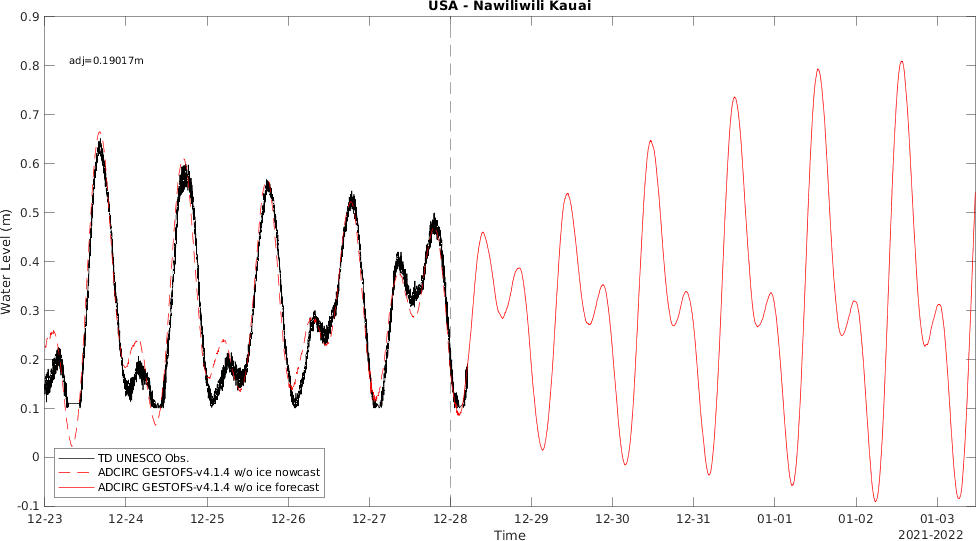 USA - Nawiliwili Kauai
adj=0.19017m
0.9
0.8
0.7
0.6
0.5
0.4
0.3
0.2
0.1
0
-0.1
Water Level (m)
TD UNESCO Obs.
ADCIRC GESTOFS-v4.1.4 w/o ice nowcast
ADCIRC GESTOFS-v4.1.4 w/o ice forecast
12-23 12-24 12-25 12-26 12-27 12-28 12-29 12-30 12-31 01-01 01-02 01-03
Time
2021-2022